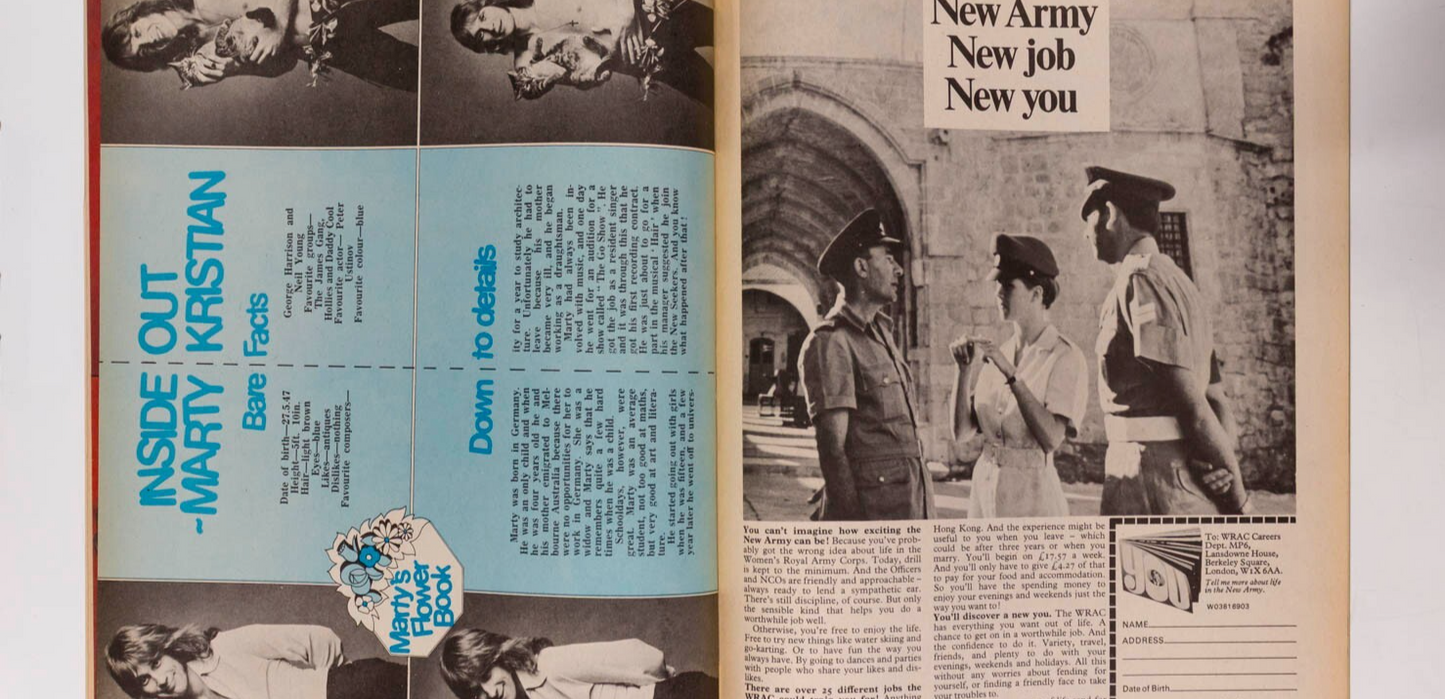 INSIDE OUT
~MARTY KRISTIAN
Bare Facts
Date of birth—27.5.47
Height—5ft. 10in.
Hair—light brown
Eyes—blue
Likes—antiques
Dislikes—nothing
Favourite composers—
George Harrison and
Neil Young
Favourite groups—
The James Gang,
Hollies and Daddy Cool
Favourite actor— Peter
Ustinov
Favourite colour—blue
Down to details
Marty was born in Germany.
He was an only child and when
he was four years old he and
his mother emigrated to Mel-
bourne Australia because there
were no opportunities for her to
work in Germany. She was a
widow and Marty says that he
remembers quite a few hard
times when he was a child.
Schooldays, however, were
great. Marty was an average
student, not too good at maths,
but very good at art and litera-
ture.
He started going out with girls
when he was fifteen, and a few
year later he went off to univers-
ity for a year to study architec-
ture. Unfortunately he had to
leave because his mother
became very ill, and he began
working as a draughtsman.
Marty had always been in-
volved with music, and one day
he went for an audition for a
show called " The Go Show ". He
got the job as a resident singer
and it was through this that he
got his first recording contract.
He was just about to go for a
part in the musical ' Hair ' when
his manager suggested he join
the New Seekers. And you know
what happened after that!
Marty's
Flower
Book
New Army
New job
New you
You can't imagine how exciting the
New Army can be! Because you've prob-
ably got the wrong idea about life in the
Women's Royal Army Corps. Today, drill
is kept to the minimum. And the Officers
and NCOs are friendly and approachable –
always ready to lend a sympathetic ear.
There's still discipline, of course. But only
the sensible kind that helps you do a
worthwhile job well.
Otherwise, you're free to enjoy the life.
Free to try new things like water skiing and
go-karting. Or to have fun the way you
always have. By going to dances and parties
with people who share your likes and dis-
likes.
There are over 25 different jobs the
Hong Kong. And the experience might be
useful to you when you leave – which
could be after three years or when you
marry. You'll begin on £17.57 a week.
And you'll only have to give £4.27 of that
to pay for your food and accommodation.
So you'll have the spending money to
enjoy your evenings and weekends just the
way you want to!
You'll discover a new you. The WRAC
has everything you want out of life. A
chance to get on in a worthwhile job. And
the confidence to do it. Variety, travel,
friends, and plenty to do with your
evenings, weekends and holidays. All this
without any worries about fending for
yourself, or finding a friendly face to take
your troubles to.
you
To: WRAC Careers
Dept. MP6,
Lansdowne House,
Berkeley Square,
London, W1X 6AA.
Tell me more about life
in the New Army.
W03616903
NAME
ADDRESS
Date of Birth